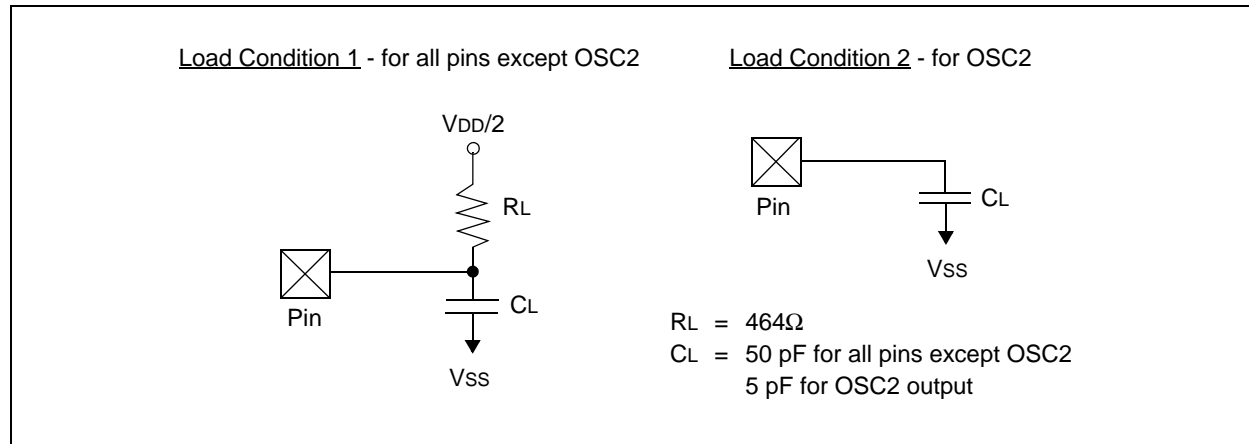 Load Condition 1 - for all pins except OSC2
VDD/2
RL
Pin
CL
VSS
Load Condition 2 - for OSC2
Pin
CL
VSS
RL = 464Ω
CL = 50 pF for all pins except OSC2
5 pF for OSC2 output